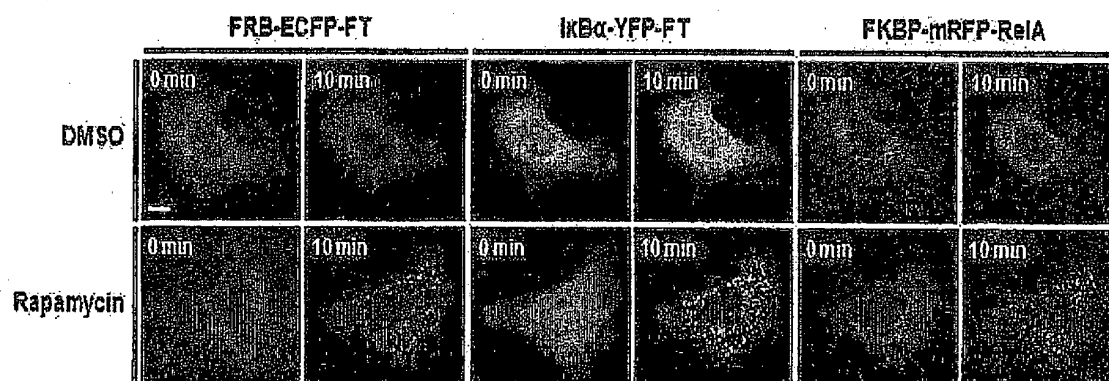 FRB-ECFP-FT IκBα-YFP-FT FKBP-mRFP-RelA
0 min 10 min 0 min 10 min 0 min 10 min
DMSO
0 min 10 min 0 min 10 min 0 min 10 min
Rapamycin